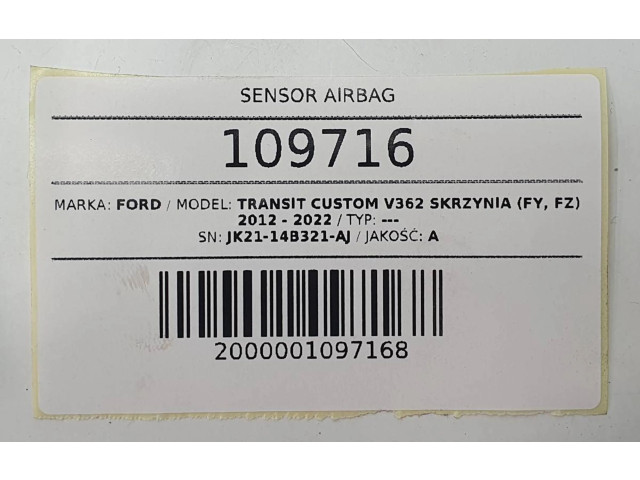 SENSOR AIRBAG
109716
MARKA: FORD / MODEL: TRANSIT CUSTOM V362 SKRZYNIA (FY, FZ)
2012 - 2022 / TYP: ---
SN: JK21-14B321-AJ / JAKOŚĆ: A
2000001097168